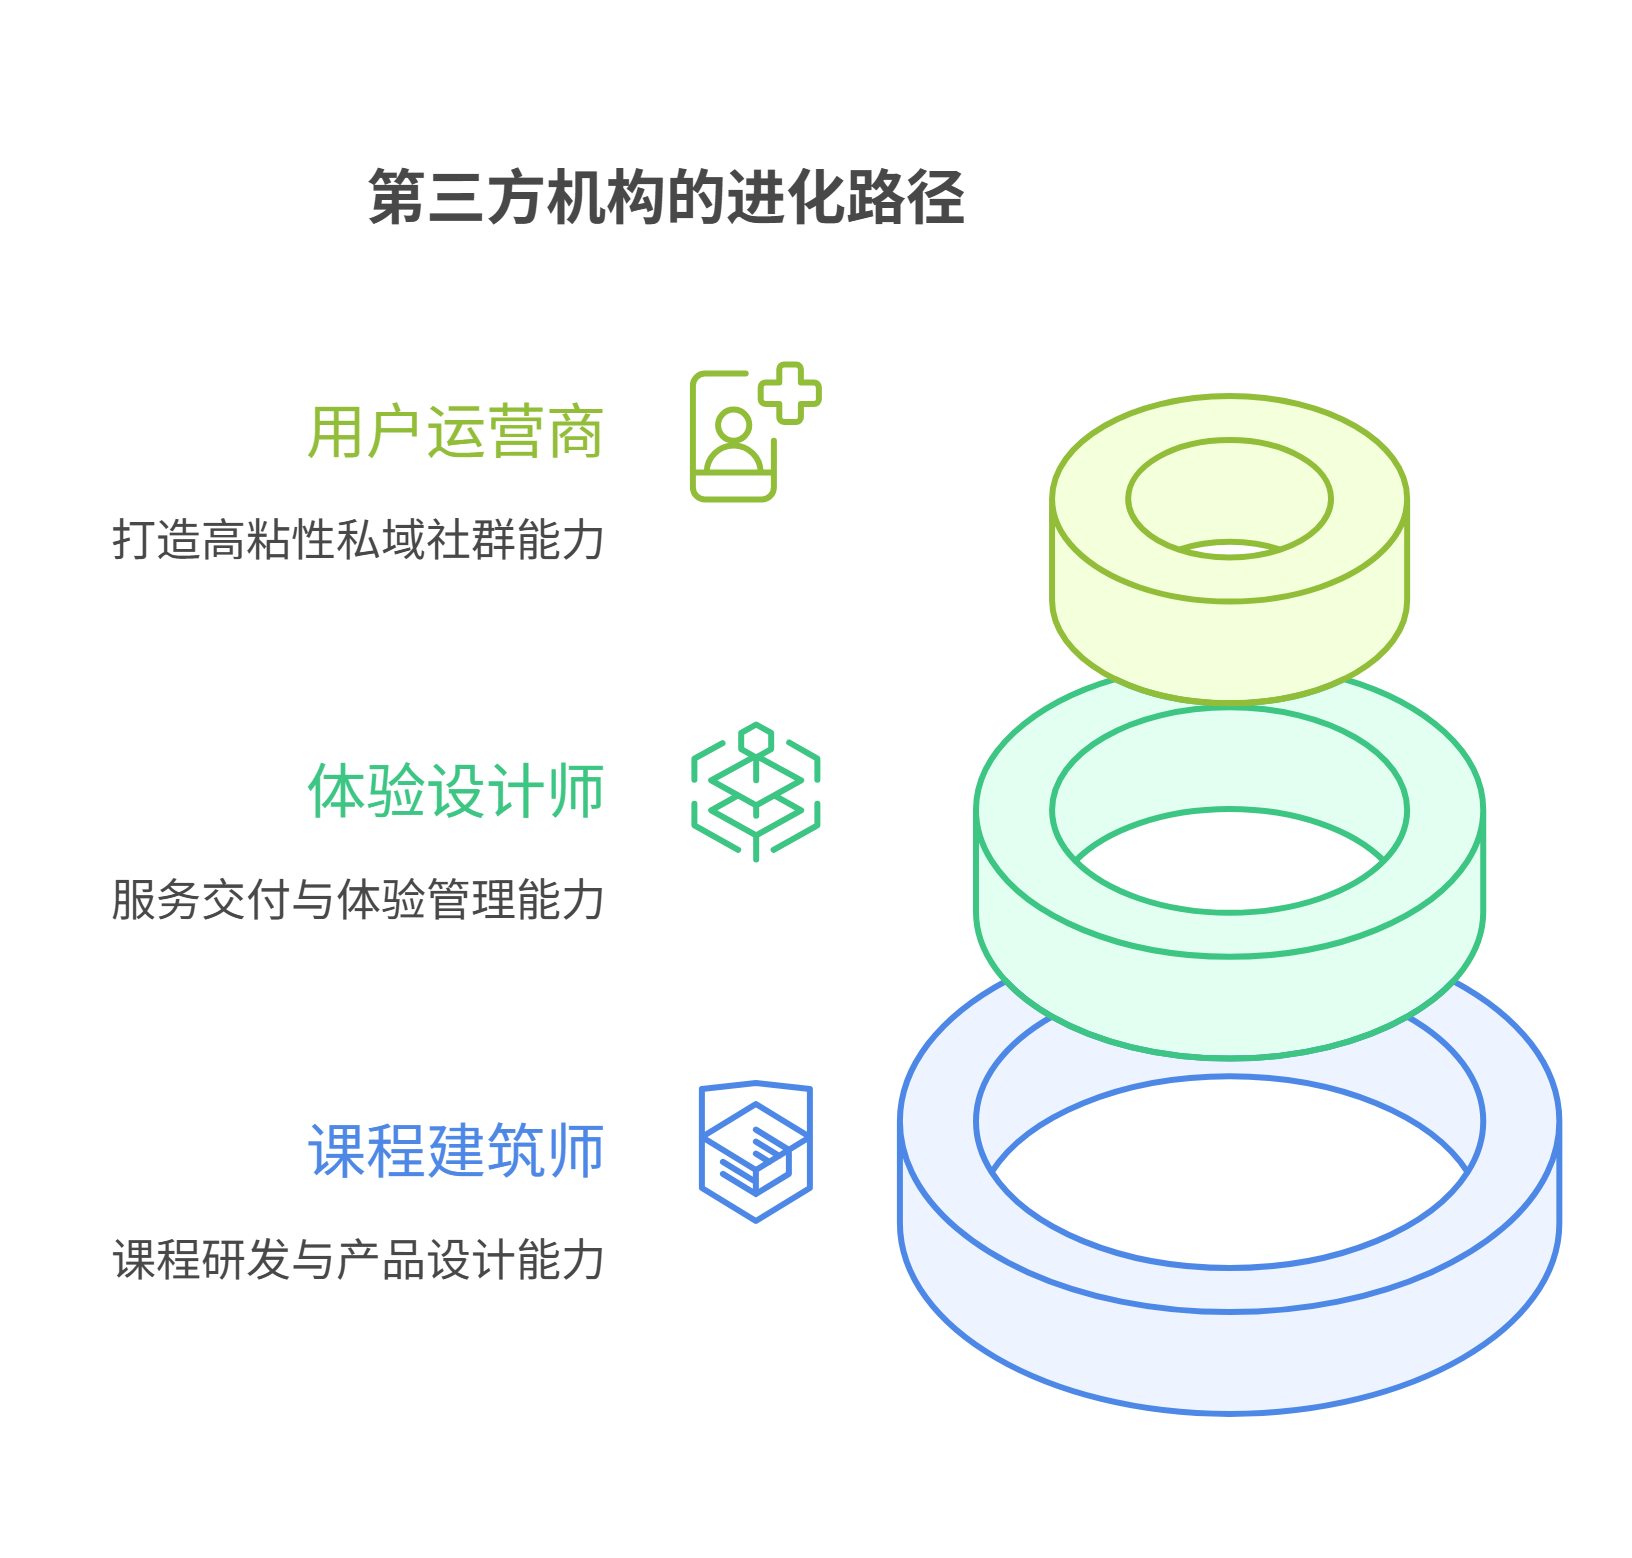 第三方机构的进化路径
用户运营商
打造高粘性私域社群能力
体验设计师
服务交付与体验管理能力
课程建筑师
课程研发与产品设计能力